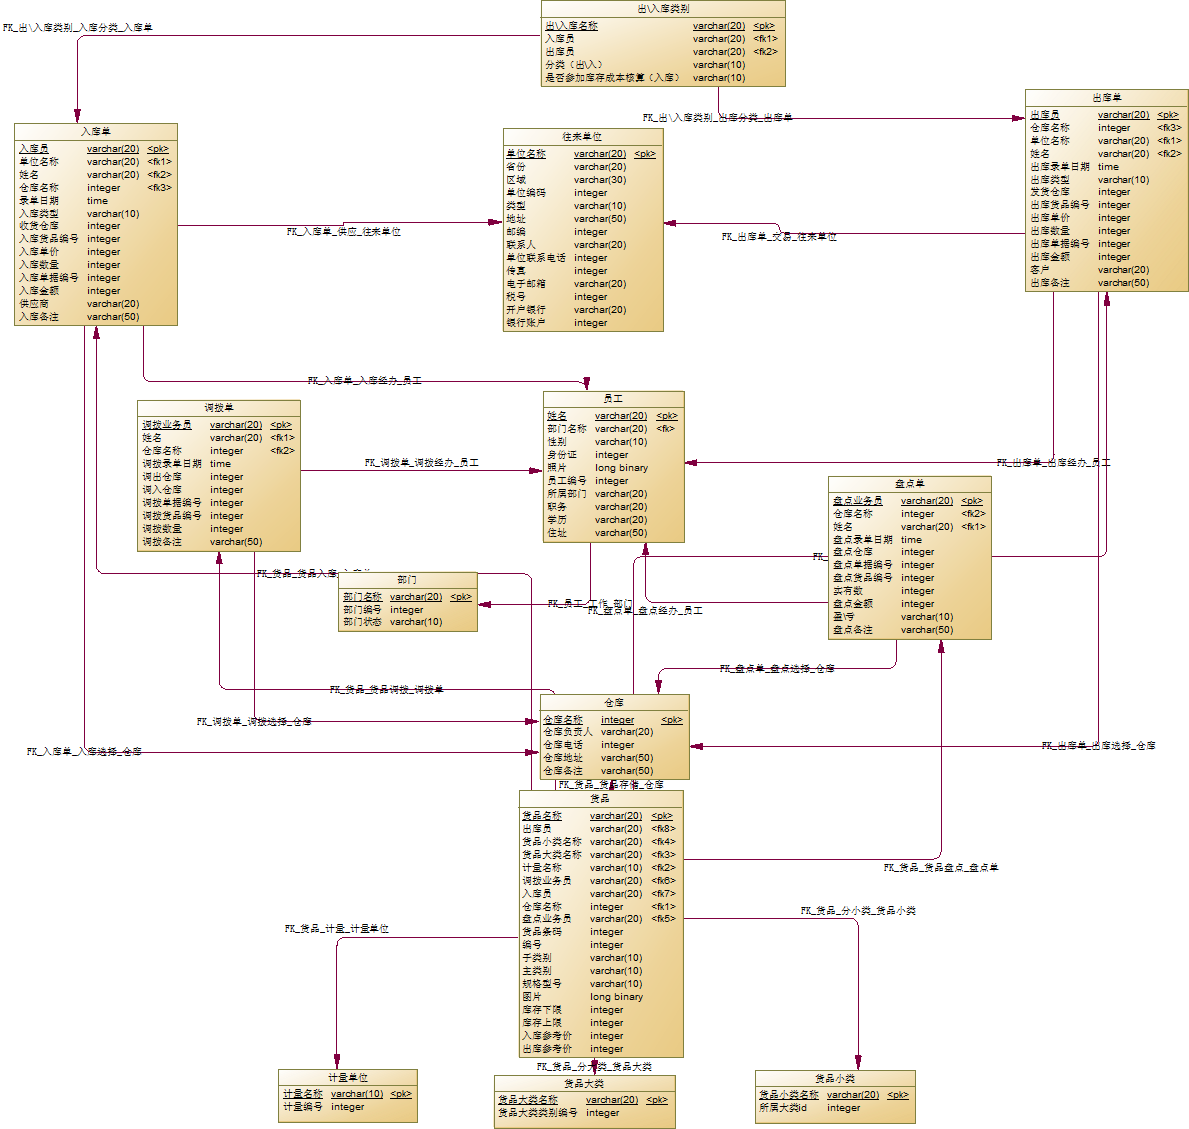 出\入库类别
出\入库名称 varchar(20) <pk>
入库员 varchar(20) <fk1>
出库员 varchar(20) <fk2>
分类（出\入） varchar(10)
是否参加库存成本核算（入库） varchar(10)
FK_出\入库类别_入库分类_入库单
FK_出\入库类别_出库分类_出库单
入库单
入库员 varchar(20) <pk>
单位名称 varchar(20) <fk1>
姓名 varchar(20) <fk2>
仓库名称 integer <fk3>
录单日期 time
入库类型 varchar(10)
收货仓库 integer
入库货品编号 integer
入库单价 integer
入库数量 integer
入库单据编号 integer
入库金额 integer
供应商 varchar(20)
入库备注 varchar(50)
往来单位
单位名称 varchar(20) <pk>
省份 varchar(20)
区域 varchar(30)
单位编码 integer
类型 varchar(10)
地址 varchar(50)
邮编 integer
联系人 varchar(20)
单位联系电话 integer
传真 integer
电子邮箱 varchar(20)
税号 integer
开户银行 varchar(20)
银行账户 integer
出库单
出库员 varchar(20) <pk>
仓库名称 integer <fk3>
单位名称 varchar(20) <fk1>
姓名 varchar(20) <fk2>
出库录单日期 time
出库类型 varchar(10)
发货仓库 integer
出库货品编号 integer
出库单价 integer
出库数量 integer
出库单据编号 integer
出库金额 integer
客户 varchar(20)
出库备注 varchar(50)
FK_入库单_供应_往来单位
FK_出库单_交易_往来单位
FK_入库单_入库经办_员工
调拨单
调拨业务员 varchar(20) <pk>
姓名 varchar(20) <fk1>
仓库名称 integer <fk2>
调拨录单日期 time
调出仓库 integer
调入仓库 integer
调拨单据编号 integer
调拨货品编号 integer
调拨数量 integer
调拨备注 varchar(50)
FK_调拨单_调拨经办_员工
员工
姓名 varchar(20) <pk>
部门名称 varchar(20) <fk>
性别 varchar(10)
身份证 integer
照片 long binary
员工编号 integer
所属部门 varchar(20)
职务 varchar(20)
学历 varchar(20)
住址 varchar(50)
FK_出库单_出库经办_员工
盘点单
盘点业务员 varchar(20) <pk>
仓库名称 integer <fk2>
姓名 varchar(20) <fk1>
盘点录单日期 time
盘点仓库 integer
盘点单据编号 integer
盘点货品编号 integer
实有数 integer
盘点金额 integer
盈\亏 varchar(10)
盘点备注 varchar(50)
FK_
FK_货品_货品入库_入库单
部门
部门名称 varchar(20) <pk>
部门编号 integer
部门状态 varchar(10)
FK_员工_工作_部门
FK_盘点单_盘点经办_员工
FK_盘点单_盘点选择_仓库
FK_货品_货品调拨_调拨单
FK_调拨单_调拨选择_仓库
FK_入库单_入库选择_仓库
FK_出库单_出库选择_仓库
仓库
仓库名称 integer <pk>
仓库负责人 varchar(20)
仓库电话 integer
仓库地址 varchar(50)
仓库备注 varchar(50)
FK_货品_货品存储_仓库
货品
货品名称 varchar(20) <pk>
出库员 varchar(20) <fk8>
货品小类名称 varchar(20) <fk4>
货品大类名称 varchar(20) <fk3>
计量名称 varchar(10) <fk2>
调拨业务员 varchar(20) <fk6>
入库员 varchar(20) <fk7>
仓库名称 integer <fk1>
盘点业务员 varchar(20) <fk5>
货品条码 integer
编号 integer
子类别 varchar(10)
主类别 varchar(10)
规格型号 varchar(10)
图片 long binary
库存下限 integer
库存上限 integer
入库参考价 integer
出库参考价 integer
FK_货品_货品盘点_盘点单
FK_货品_分小类_货品小类
FK_货品_计量_计量单位
FK_货品_分大类_货品大类
计量单位
计量名称 varchar(10) <pk>
计量编号 integer
货品大类
货品大类名称 varchar(20) <pk>
货品大类类别编号 integer
货品小类
货品小类名称 varchar(20) <pk>
所属大类id integer